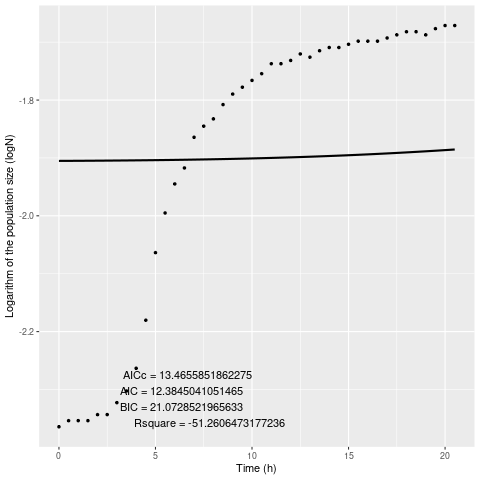 Logarithm of the population size (logN)
-1.8
-2.0
-2.2
AICc = 13.4655851862275
AIC = 12.3845041051465
BIC = 21.0728521965633
Rsquare = -51.2606473177236
0 5 10 15 20
Time (h)